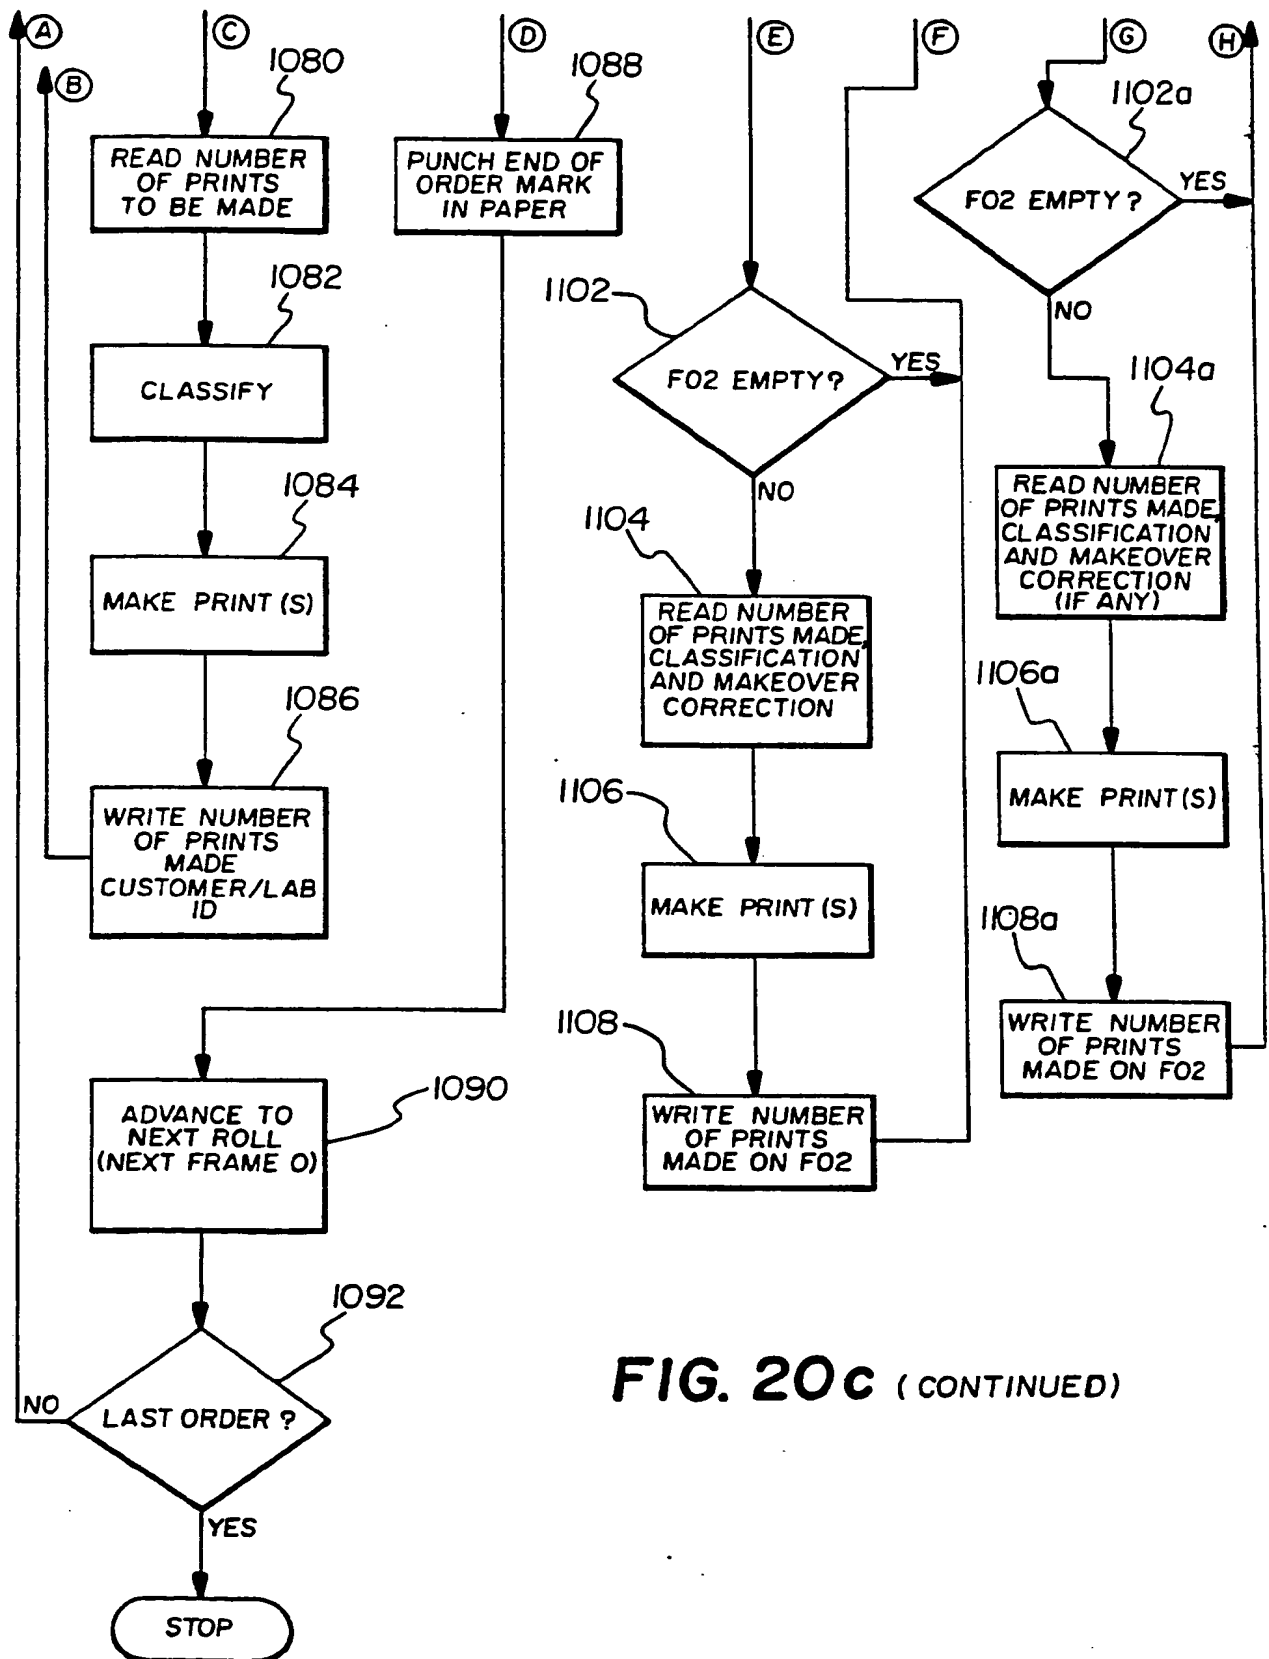 A
C
D
E
F
G
H
B
1080
READ NUMBER
OF PRINTS
TO BE MADE
1082
CLASSIFY
1084
MAKE PRINT(S)
1086
WRITE NUMBER
OF PRINTS
MADE
CUSTOMER/LAB
ID
1088
PUNCH END OF
ORDER MARK
IN PAPER
1090
ADVANCE TO
NEXT ROLL
(NEXT FRAME 0)
1092
LAST ORDER ?
NO
YES
STOP
1102
F02 EMPTY?
YES
NO
1104
READ NUMBER
OF PRINTS MADE,
CLASSIFICATION
AND MAKEOVER
CORRECTION
1106
MAKE PRINT(S)
1108
WRITE NUMBER
OF PRINTS
MADE ON F02
1102a
F02 EMPTY?
YES
NO
1104a
READ NUMBER
OF PRINTS MADE,
CLASSIFICATION
AND MAKEOVER
CORRECTION
(IF ANY)
1106a
MAKE PRINT(S)
1108a
WRITE NUMBER
OF PRINTS
MADE ON F02
FIG. 20c (CONTINUED)